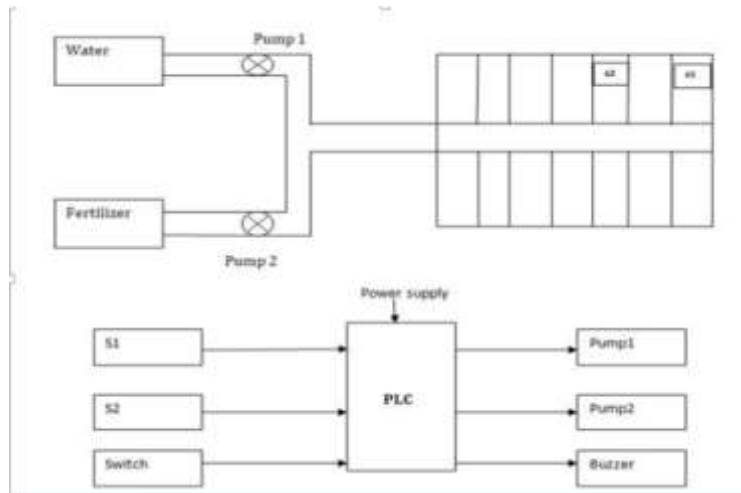 Water
Pump 1
Fertilizer
Pump 2
Power supply
S1
S2
Switch
PLC
Pump1
Pump2
Buzzer